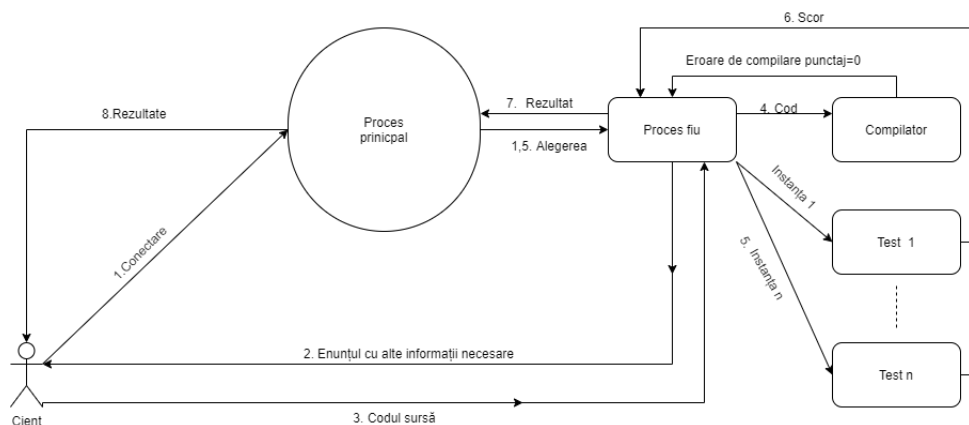 6. Scor
Eroare de compilare punctaj=0
8.Rezultate
Proces
prinicpal
7. Rezultat
1,5. Alegerea
Proces fiu
4. Cod
Compilator
1.Conectare
Instanța 1
5. Instanța n
Test 1
2. Enunțul cu alte informații necesare
Test n
3. Codul sursă
Cient